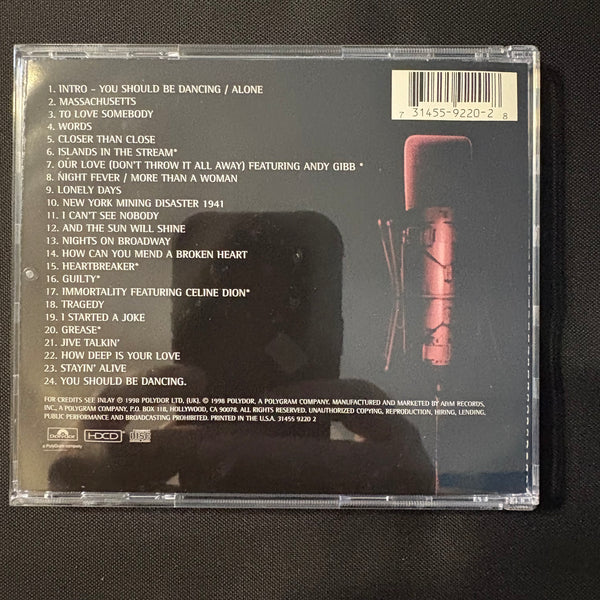 1. INTRO – YOU SHOULD BE DANCING / ALONE
2. MASSACHUSETTS
3. TO LOVE SOMEBODY
4. WORDS
5. CLOSER THAN CLOSE
6. ISLANDS IN THE STREAM*
7. OUR LOVE (DON'T THROW IT ALL AWAY) FEATURING ANDY GIBB *
8. NIGHT FEVER / MORE THAN A WOMAN
9. LONELY DAYS
10. NEW YORK MINING DISASTER 1941
11. I CAN'T SEE NOBODY
12. AND THE SUN WILL SHINE
13. NIGHTS ON BROADWAY
14. HOW CAN YOU MEND A BROKEN HEART
15. HEARTBREAKER*
16. GUILTY*
17. IMMORTALITY FEATURING CELINE DION*
18. TRAGEDY
19. I STARTED A JOKE
20. GREASE*
21. JIVE TALKIN'
22. HOW DEEP IS YOUR LOVE
23. STAYIN' ALIVE
24. YOU SHOULD BE DANCING.
7 31455-9220-2 8
FOR CREDITS SEE INLAY ℗ 1998 POLYDOR LTD. (UK). © 1998 POLYDOR, A POLYGRAM COMPANY. MANUFACTURED AND MARKETED BY A&M RECORDS,
INC., A POLYGRAM COMPANY, P.O. BOX 118, HOLLYWOOD, CA 90078. ALL RIGHTS RESERVED. UNAUTHORIZED COPYING, REPRODUCTION, HIRING, LENDING,
PUBLIC PERFORMANCE AND BROADCASTING PROHIBITED. PRINTED IN THE U.S.A. 31455 9220 2
Polydor
a PolyGram company
HDCD
COMPACT disc DIGITAL AUDIO